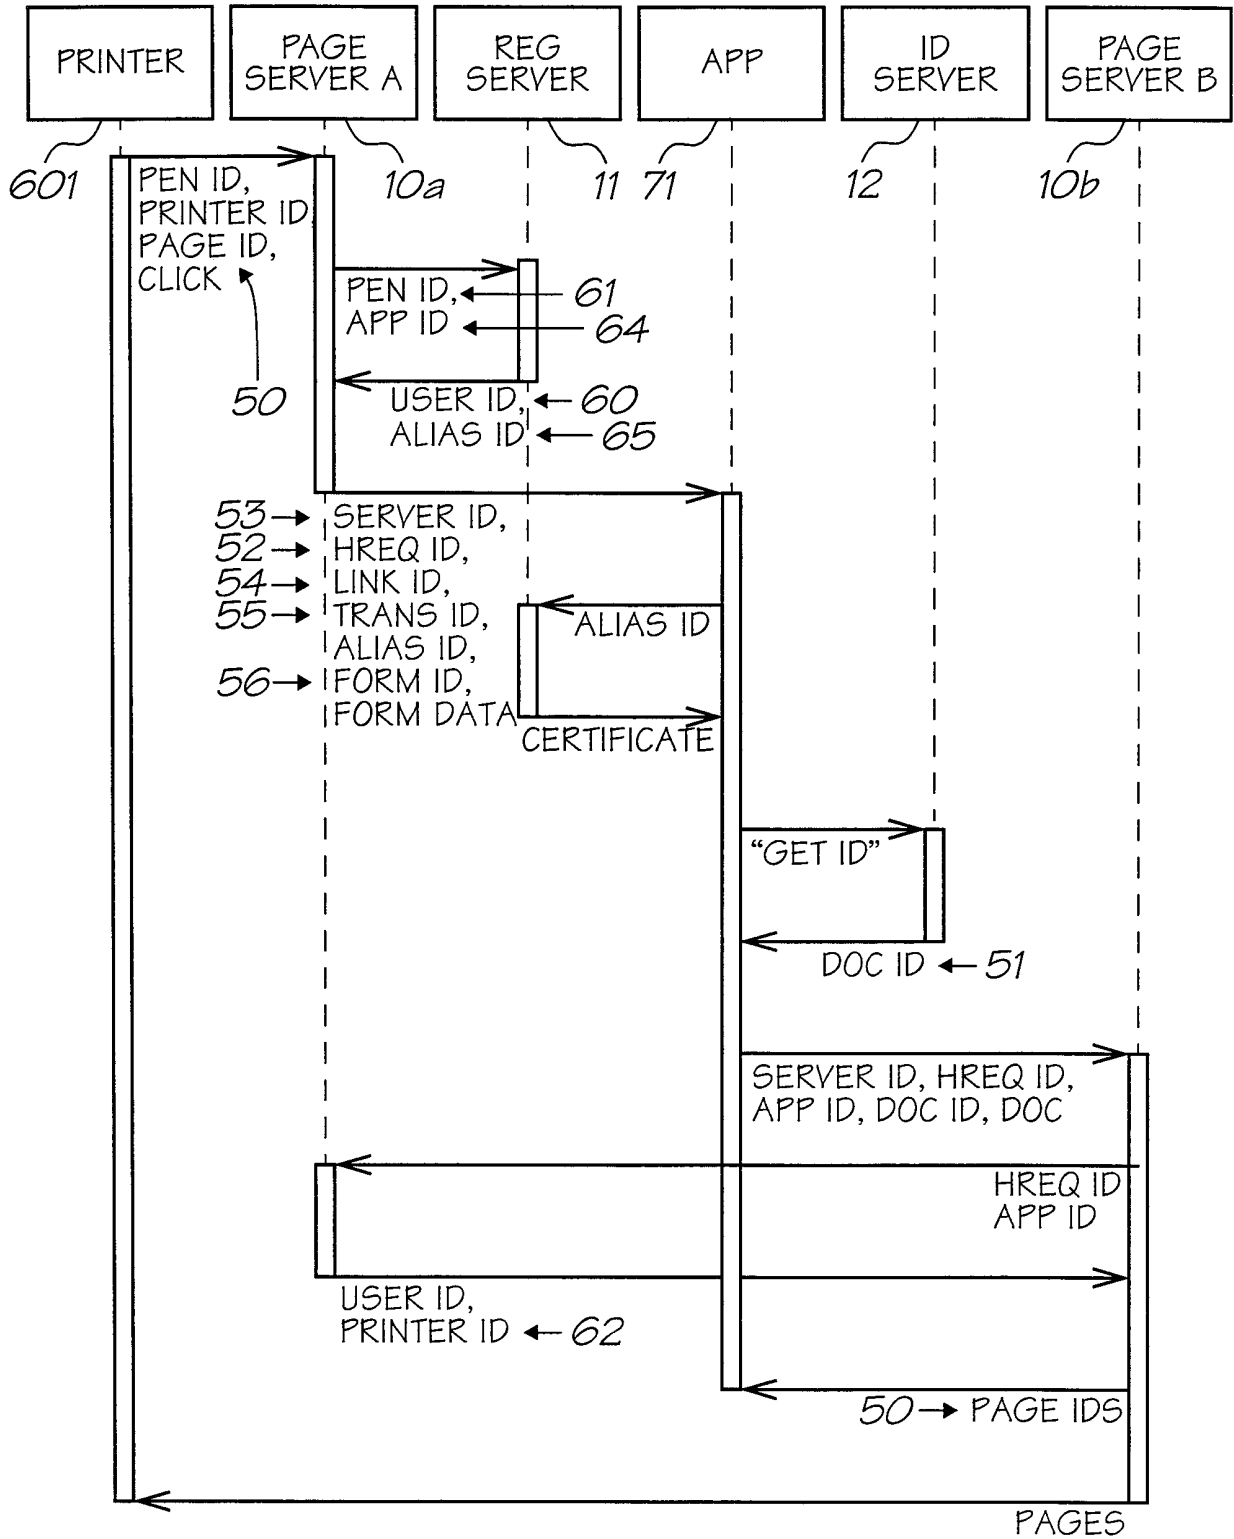 PRINTER
PAGE
SERVER A
REG
SERVER
APP
ID
SERVER
PAGE
SERVER B
601
10a
11
71
12
10b
PEN ID,
PRINTER ID
PAGE ID,
CLICK
50
PEN ID,
61
APP ID
64
USER ID,
60
ALIAS ID
65
53
SERVER ID,
52
HREQ ID,
54
LINK ID,
55
TRANS ID,
ALIAS ID,
56
FORM ID,
FORM DATA
ALIAS ID
CERTIFICATE
“GET ID”
DOC ID
51
SERVER ID, HREQ ID,
APP ID, DOC ID, DOC
HREQ ID
APP ID
USER ID,
PRINTER ID
62
50
PAGE IDS
PAGES